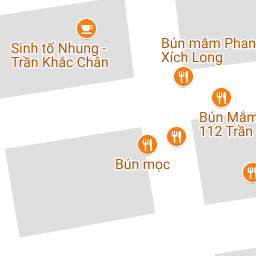 Sinh tố Nhung -
Trần Khắc Chân
Bún mắm Phan
Xích Long
Bún Mắm
112 Trần
Bún mọc